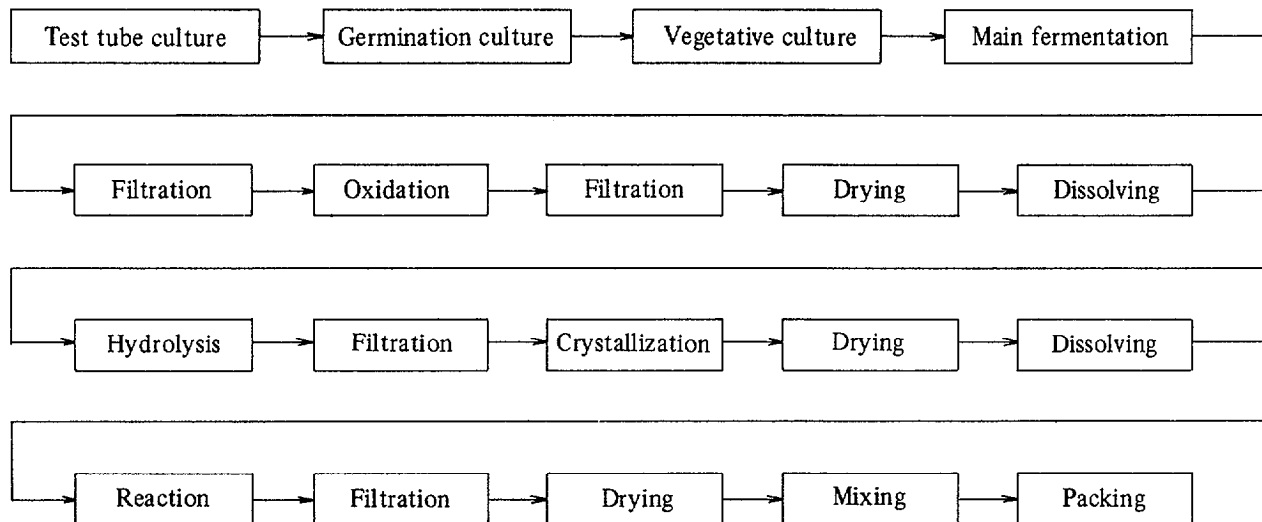 Test tube culture
Germination culture
Vegetative culture
Main fermentation
Filtration
Oxidation
Filtration
Drying
Dissolving
Hydrolysis
Filtration
Crystallization
Drying
Dissolving
Reaction
Filtration
Drying
Mixing
Packing